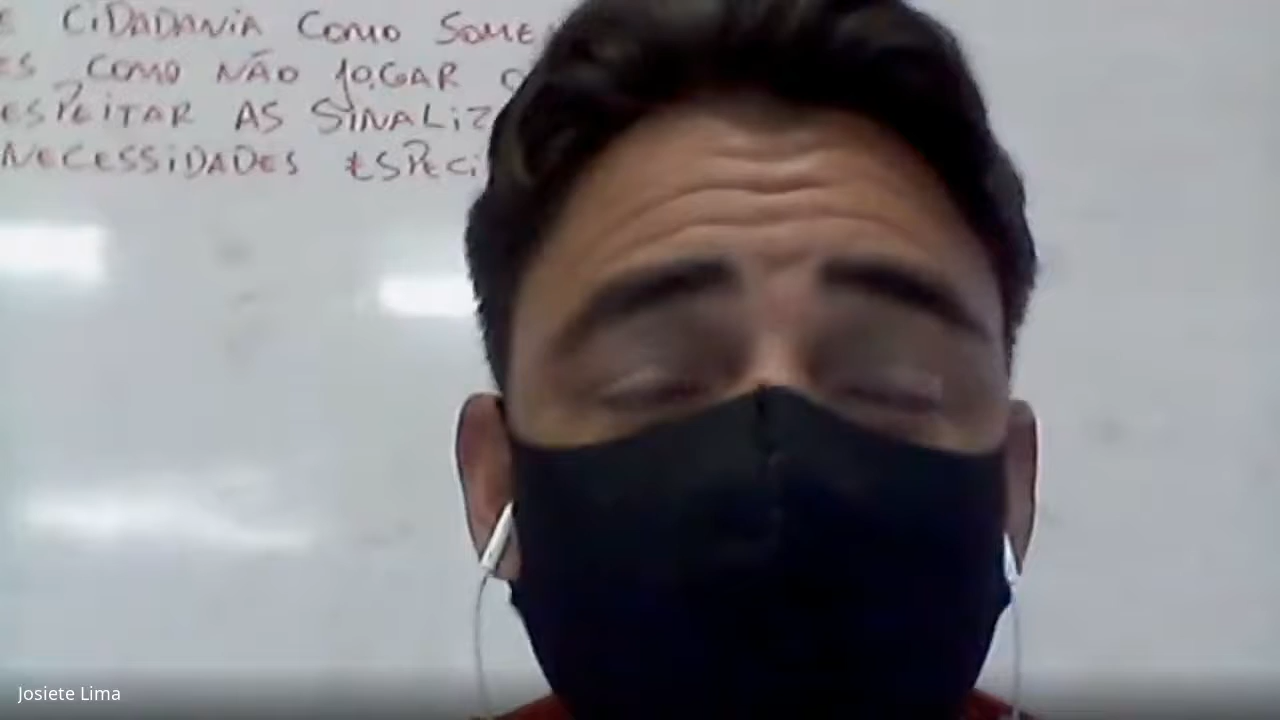 CIDADANIA COMO SOME
COMO NÃO JOGAR
ESPEITAR AS SINALIZ
NECESSIDADES ESPECI
Josiete Lima